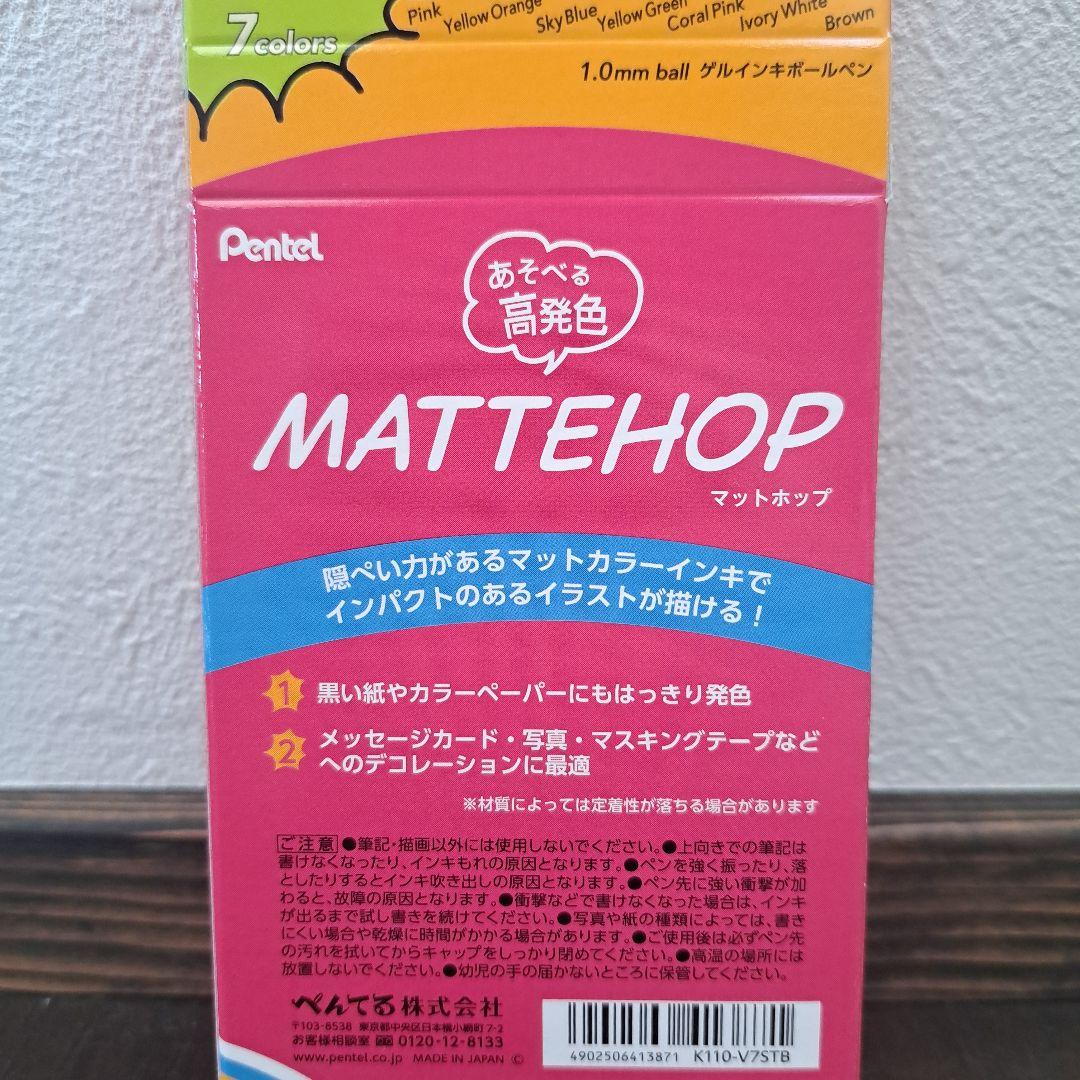 7 colors
Pink Yellow Orange Sky Blue Yellow Green Coral Pink Ivory White Brown
1.0mm ball ゲルインキボールペン
Pentel
あそべる
高発色
MATTEHOP
マットホップ
隠ぺい力があるマットカラーインキで
インパクトのあるイラストが描ける！
1 黒い紙やカラーペーパーにもはっきり発色
2 メッセージカード・写真・マスキングテープなど
へのデコレーションに最適
※材質によっては定着性が落ちる場合があります
ご注意 ●筆記・描画以外には使用しないでください。●上向きでの筆記は
書けなくなったり、インキもれの原因となります。●ペンを強く振ったり、落
としたりするとインキ吹き出しの原因となります。●ペン先に強い衝撃が加
わると、故障の原因となります。●衝撃などで書けなくなった場合は、インキ
が出るまで試し書きを続けてください。●写真や紙の種類によっては、書き
にくい場合や乾燥に時間がかかる場合があります。●ご使用後は必ずペン先
の汚れを拭いてからキャップをしっかり閉めてください。●高温の場所には
放置しないでください。●幼児の手の届かないところに保管してください。
ぺんてる株式会社
〒103-8538 東京都中央区日本橋小網町7-2
お客様相談室 0120-12-8133
www.pentel.co.jp MADE IN JAPAN Ⓒ
4902506413871 K110-V7STB